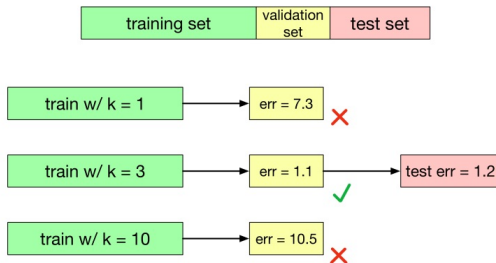 training set
validation
set
test set
train w/ k = 1
err = 7.3
train w/ k = 3
err = 1.1
test err = 1.2
train w/ k = 10
err = 10.5